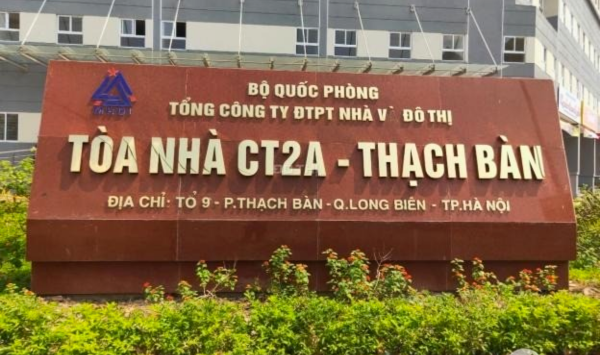 BỘ QUỐC PHÒNG
TỔNG CÔNG TY ĐTPT NHÀ V ĐÔ THỊ
TÒA NHÀ CT2A - THẠCH BÀN
ĐỊA CHỈ: TỔ 9 - P.THẠCH BÀN - Q.LONG BIÊN - TP.HÀ NỘI